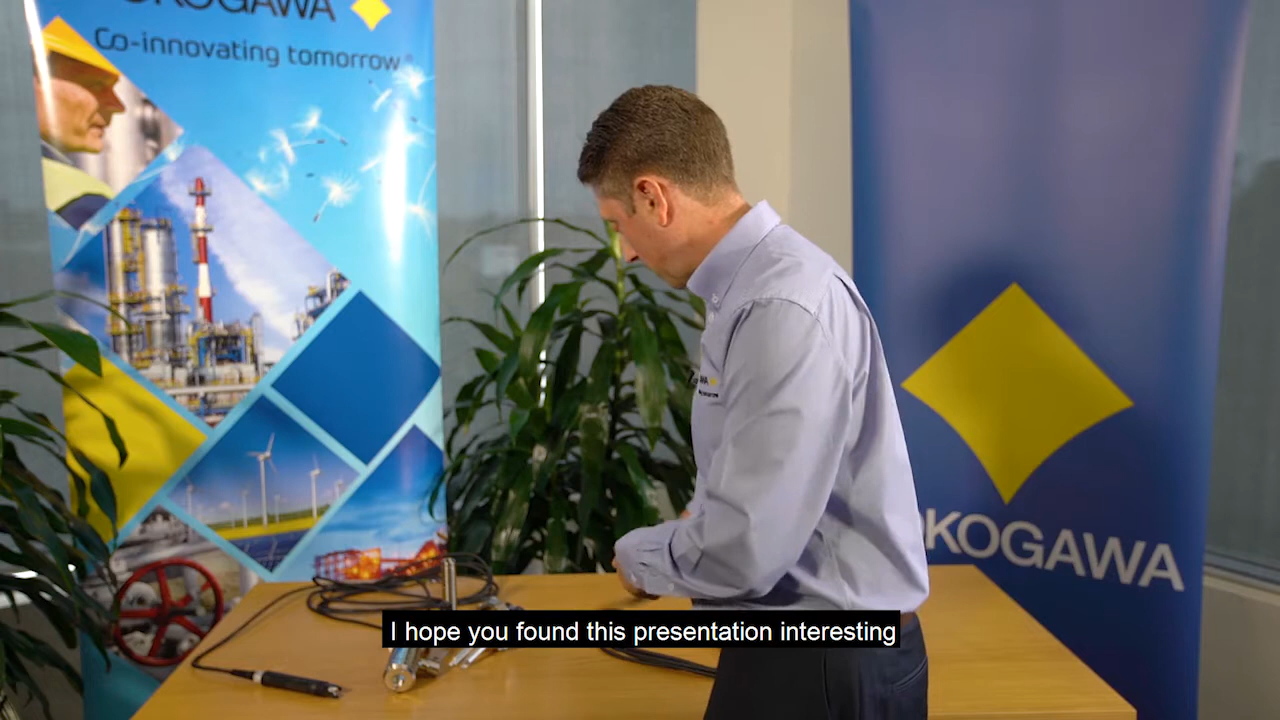 OKOGAWA
Co-innovating tomorrow®
KOGAWA
I hope you found this presentation interesting